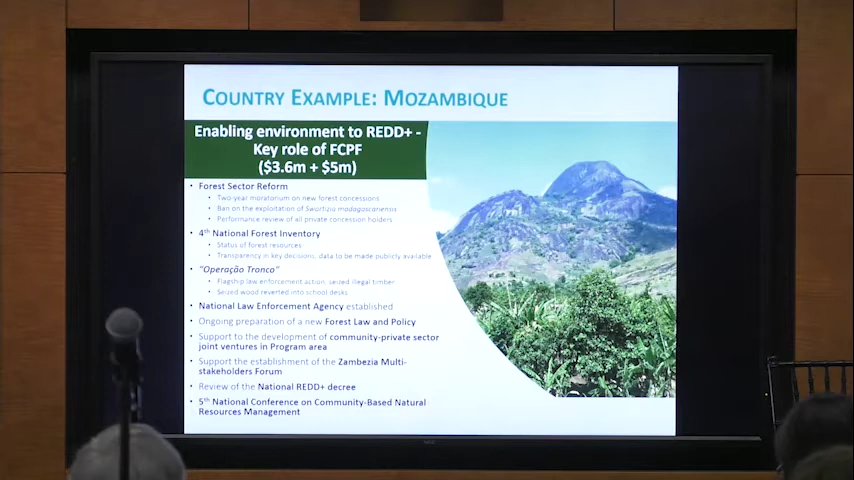 COUNTRY EXAMPLE: MOZAMBIQUE
Enabling environment to REDD+ -
Key role of FCPF
($3.6m + $5m)
• Forest Sector Reform
• Two-year moratorium on new forest concessions
• Ban on the exploitation of Swartizia madagascariensis
• Performance review of all private concession holders
• 4th National Forest Inventory
• Status of forest resources
• Transparency in key decisions, data to be made publicly available
• "Operação Tronco"
• Flagship law enforcement action, seized illegal timber
• Seized wood reverted into school desks
• National Law Enforcement Agency established
• Ongoing preparation of a new Forest Law and Policy
• Support to the development of community-private sector
joint ventures in Program area
• Support the establishment of the Zambezia Multi-
stakeholders Forum
• Review of the National REDD+ decree
• 5th National Conference on Community-Based Natural
Resources Management